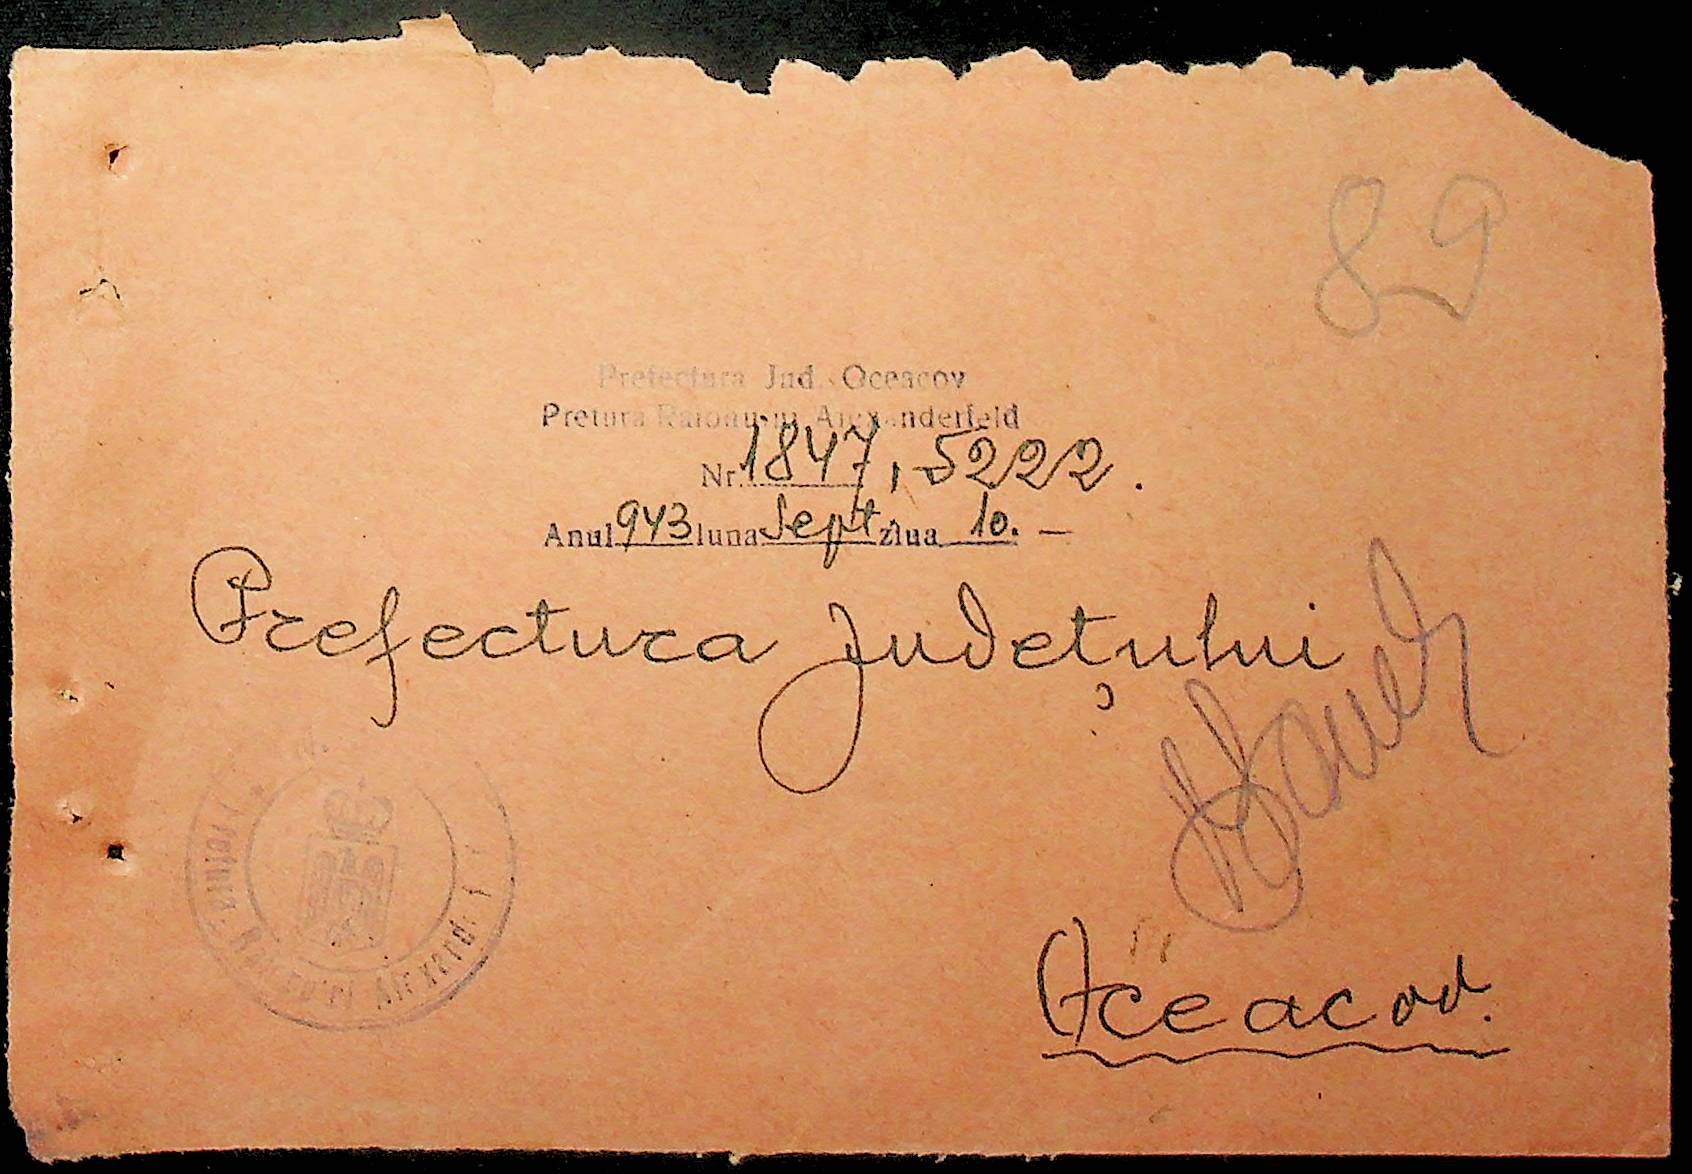 89
Prefectura Jud. Oceacov
Pretura Raionului Alexanderfeld
Nr. 1847, 5222.
Anul 943 luna Sept. ziua 10. —
Prefectura Județului
Oceacov.
Pretura